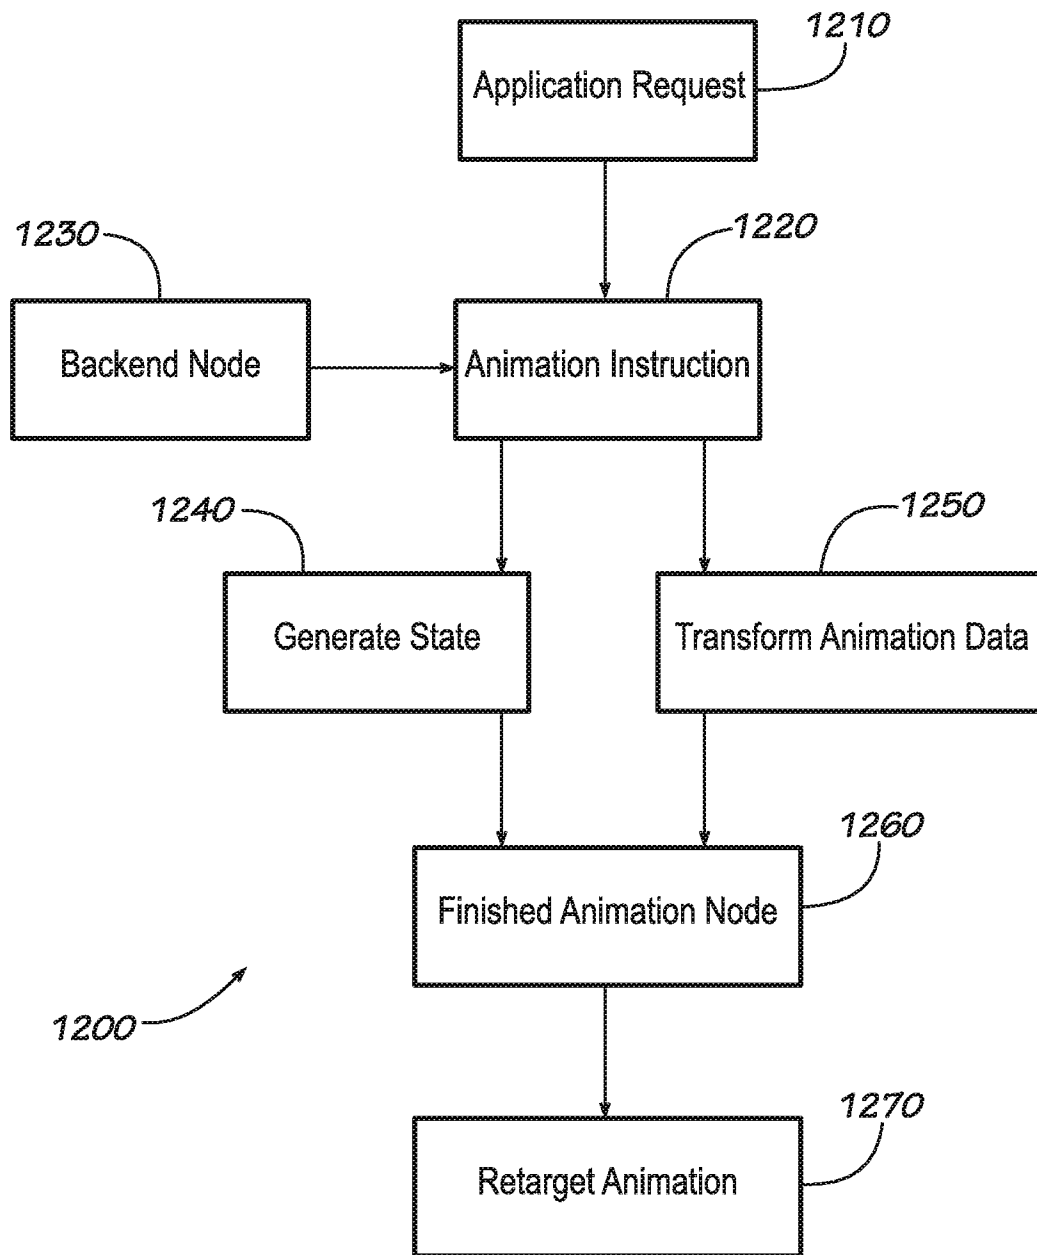 1210
Application Request
1220
1230
Backend Node
Animation Instruction
1240
1250
Generate State
Transform Animation Data
1260
Finished Animation Node
1200
1270
Retarget Animation